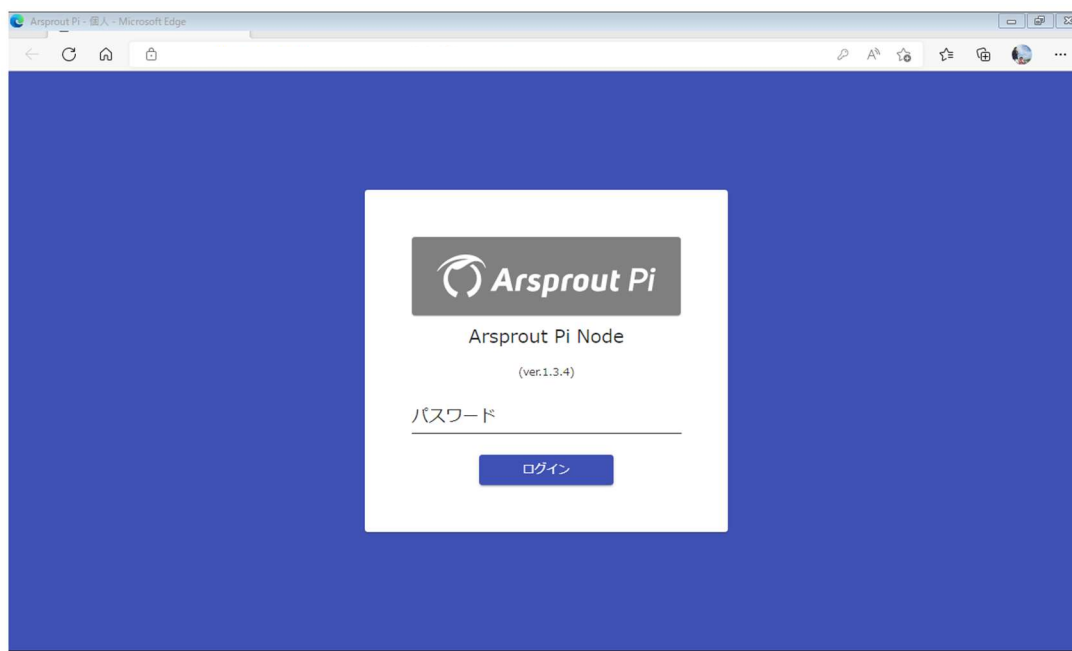 Arsprout Pi - 個人 - Microsoft Edge
Arsprout Pi
Arsprout Pi Node
(ver.1.3.4)
パスワード
ログイン